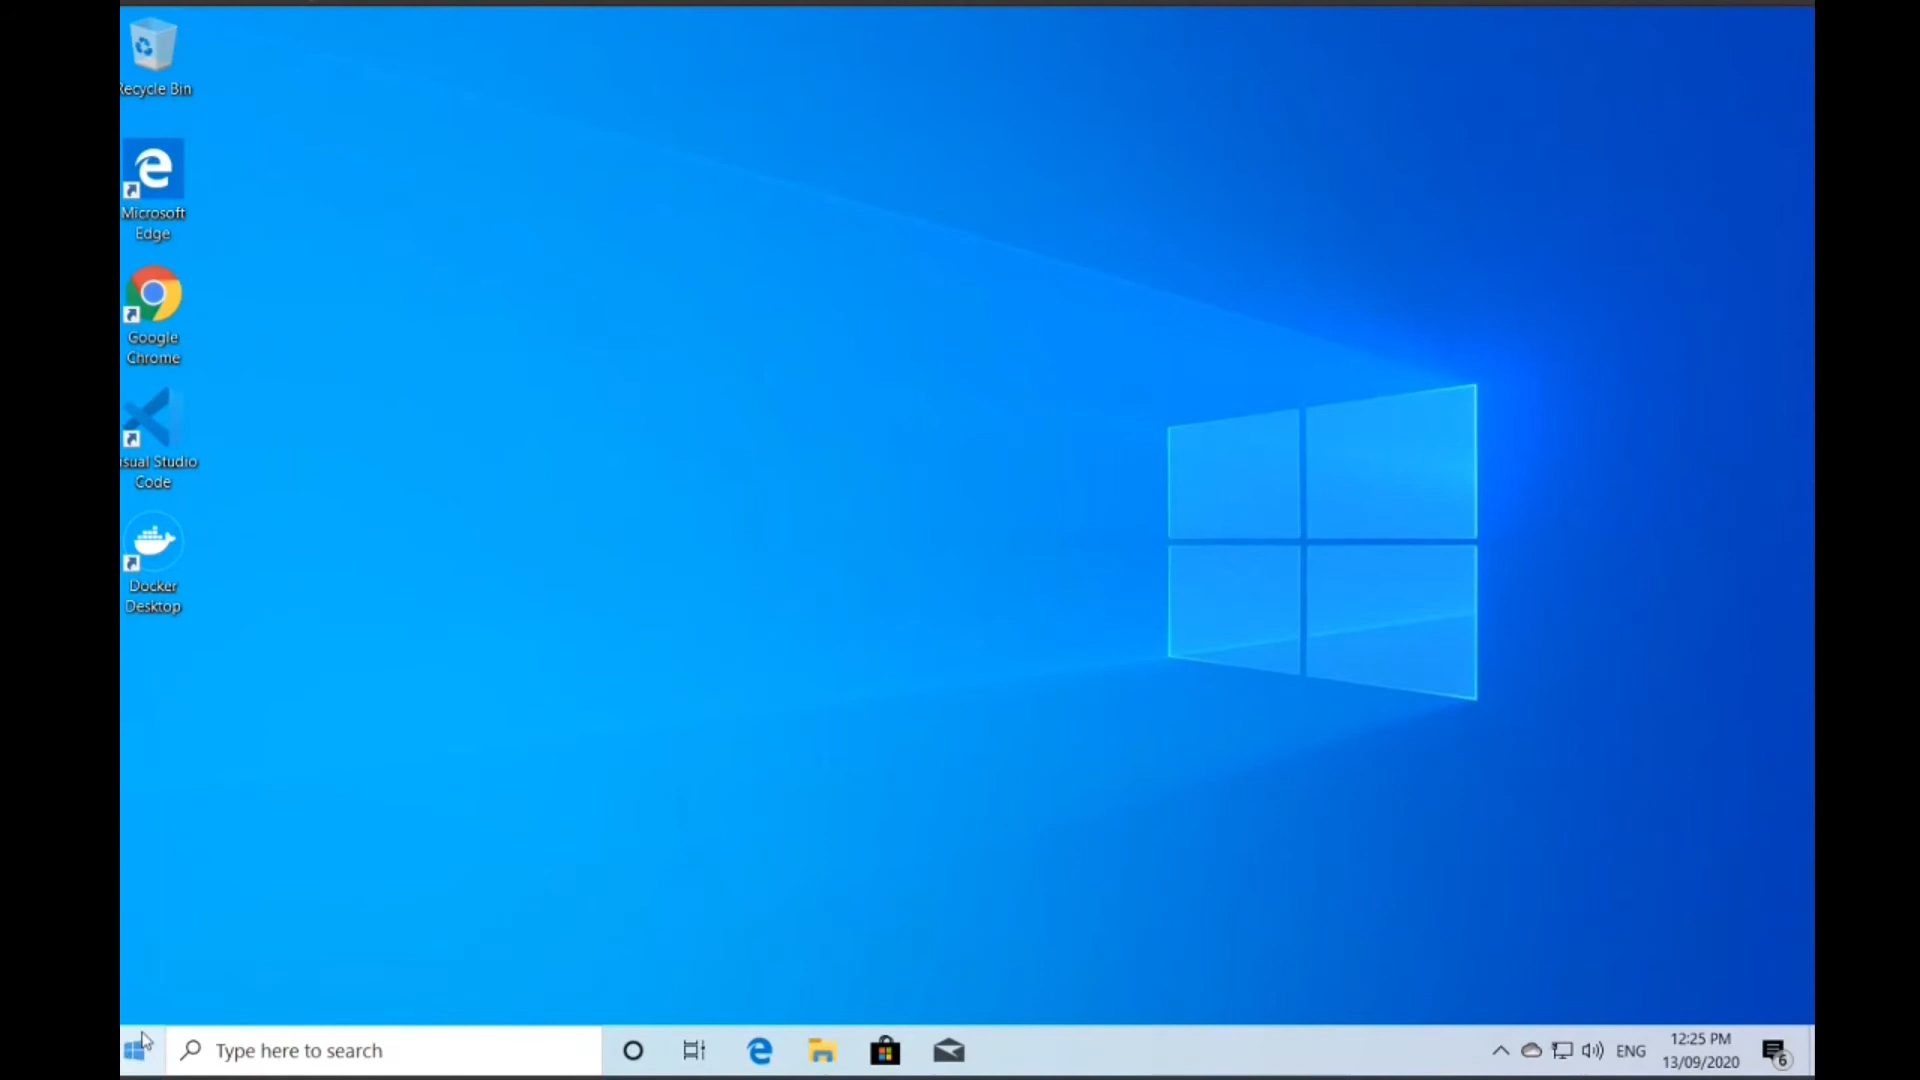 Recycle Bin
Microsoft
Edge
Google
Chrome
isual Studio
Code
Docker
Desktop
Type here to search
ENG
12:25 PM
13/09/2020
6